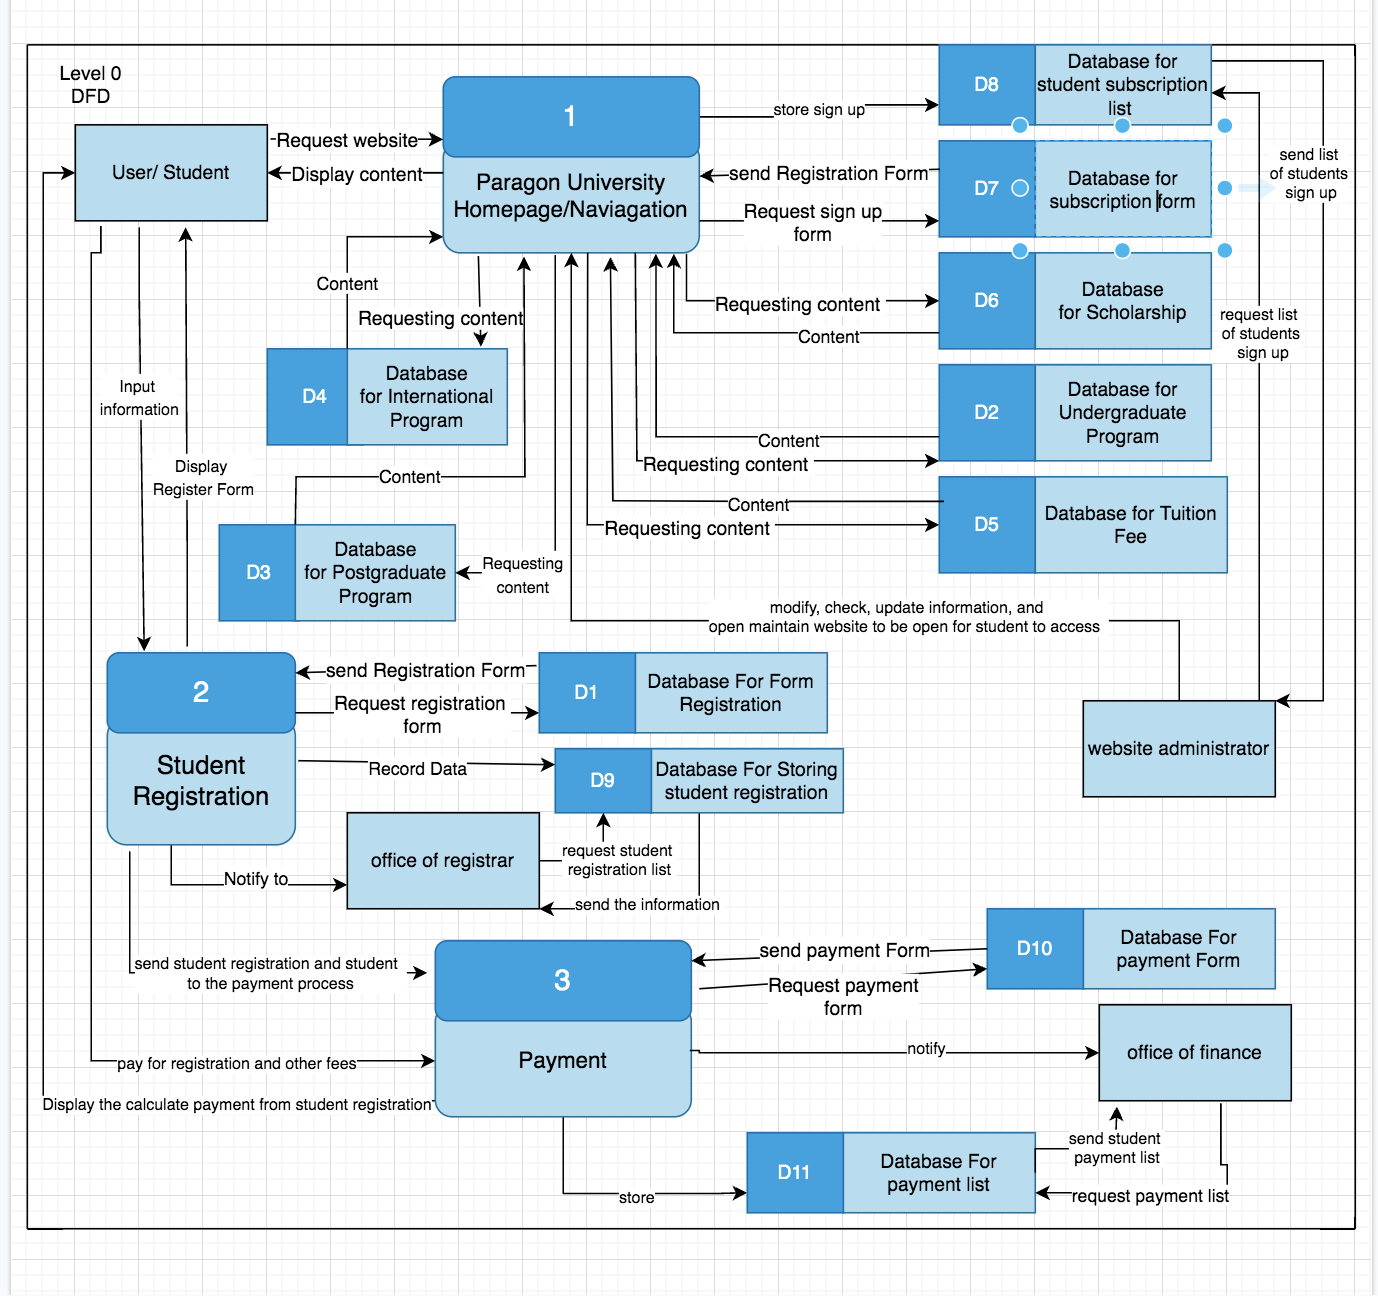 Level 0
DFD
User/ Student
Request website
Display content
1
Paragon University
Homepage/Naviagation
store sign up
D8
Database for
student subscription
list
send Registration Form
Request sign up
form
D7
Database for
subscription form
send list
of students
sign up
Content
Requesting content
Requesting content
Content
D6
Database
for Scholarship
request list
of students
sign up
D4
Database
for International
Program
Input
information
D2
Database for
Undergraduate
Program
Content
Requesting content
Display
Register Form
Content
Content
Requesting content
D5
Database for Tuition
Fee
D3
Database
for Postgraduate
Program
Requesting
content
modify, check, update information, and
open maintain website to be open for student to access
2
Student
Registration
send Registration Form
Request registration
form
D1
Database For Form
Registration
website administrator
Record Data
D9
Database For Storing
student registration
office of registrar
request student
registration list
Notify to
send the information
send student registration and student
to the payment process
3
Payment
send payment Form
Request payment
form
D10
Database For
payment Form
notify
office of finance
pay for registration and other fees
Display the calculate payment from student registration
send student
payment list
store
D11
Database For
payment list
request payment list